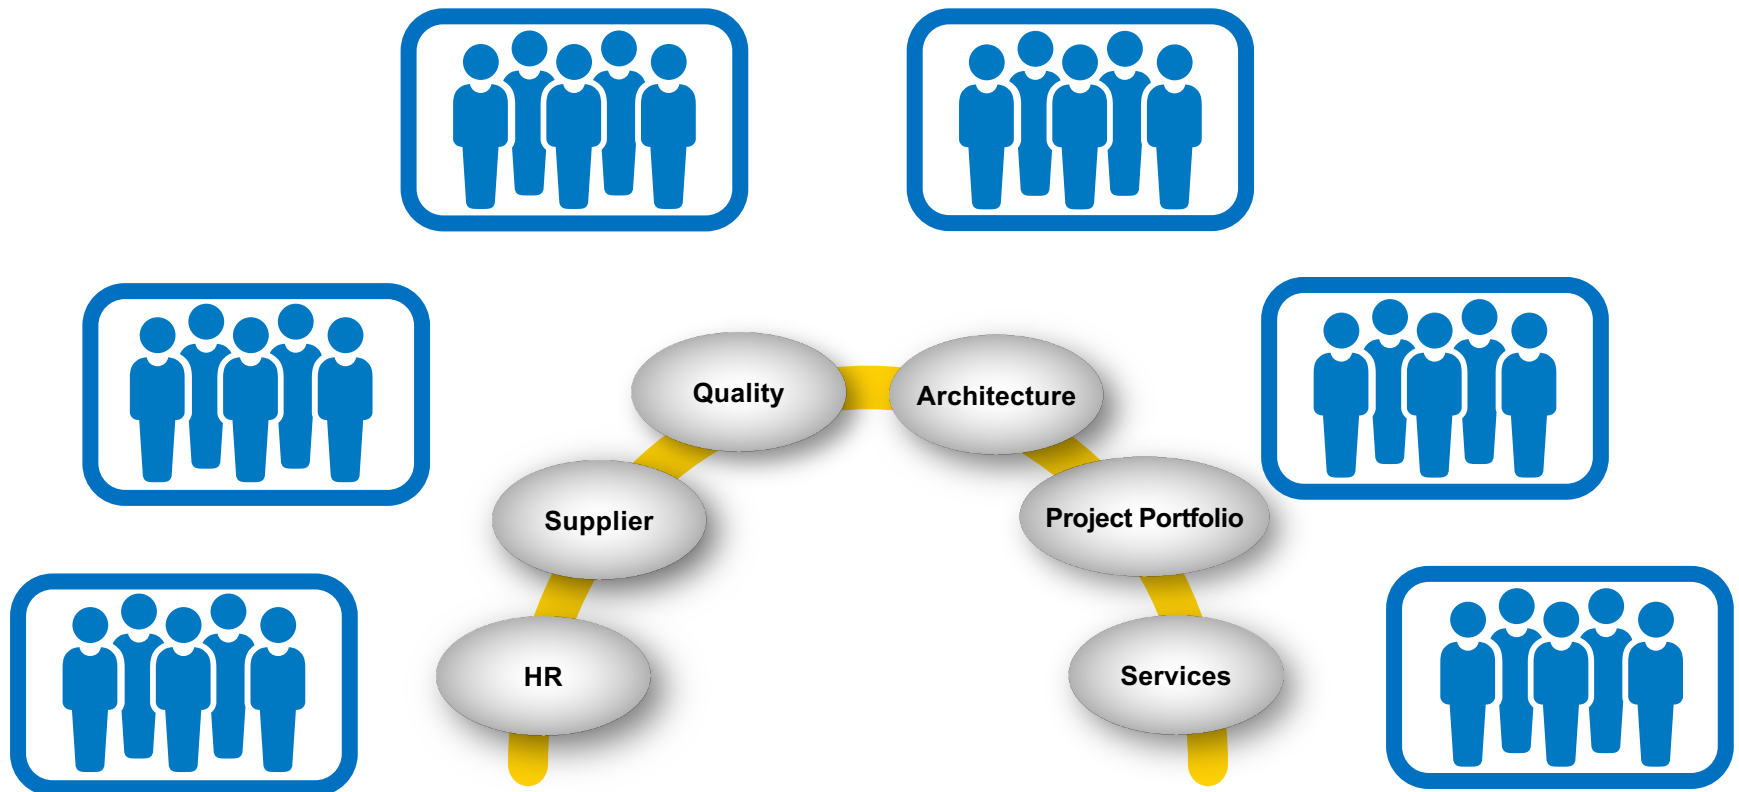 Quality
Architecture
Supplier
Project Portfolio
HR
Services